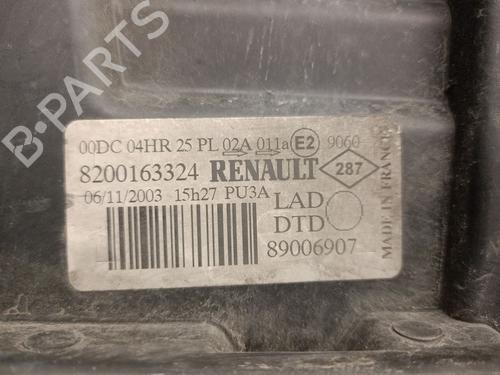 B-PARTS
00DC 04HR 25 PL 02A 011a E2 9060
8200163324 RENAULT 287
06/11/2003 15h27 PU3A LAD
DTD
89006907
MADE IN FRANCE